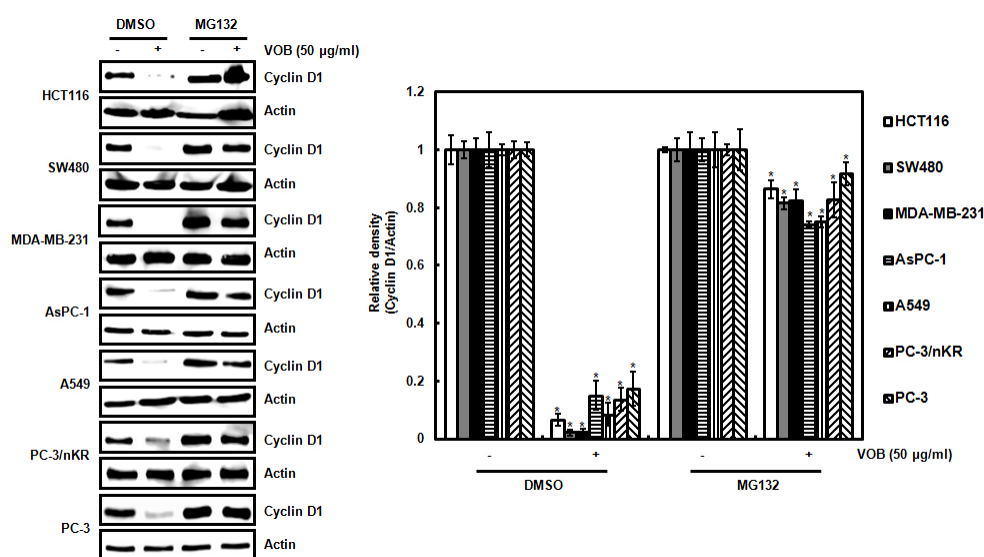 DMSO MG132
- + - + VOB (50 µg/ml)
HCT116
Cyclin D1
Actin
SW480
Cyclin D1
Actin
MDA-MB-231
Cyclin D1
Actin
AsPC-1
Cyclin D1
Actin
A549
Cyclin D1
Actin
PC-3/nKR
Cyclin D1
Actin
PC-3
Cyclin D1
Actin
Relative density
(Cyclin D1/Actin)
1.2
1
0.8
0.6
0.4
0.2
0
* * * * * * *
* * * * * * *
- + - + VOB (50 µg/ml)
DMSO MG132
HCT116
SW480
MDA-MB-231
AsPC-1
A549
PC-3/nKR
PC-3